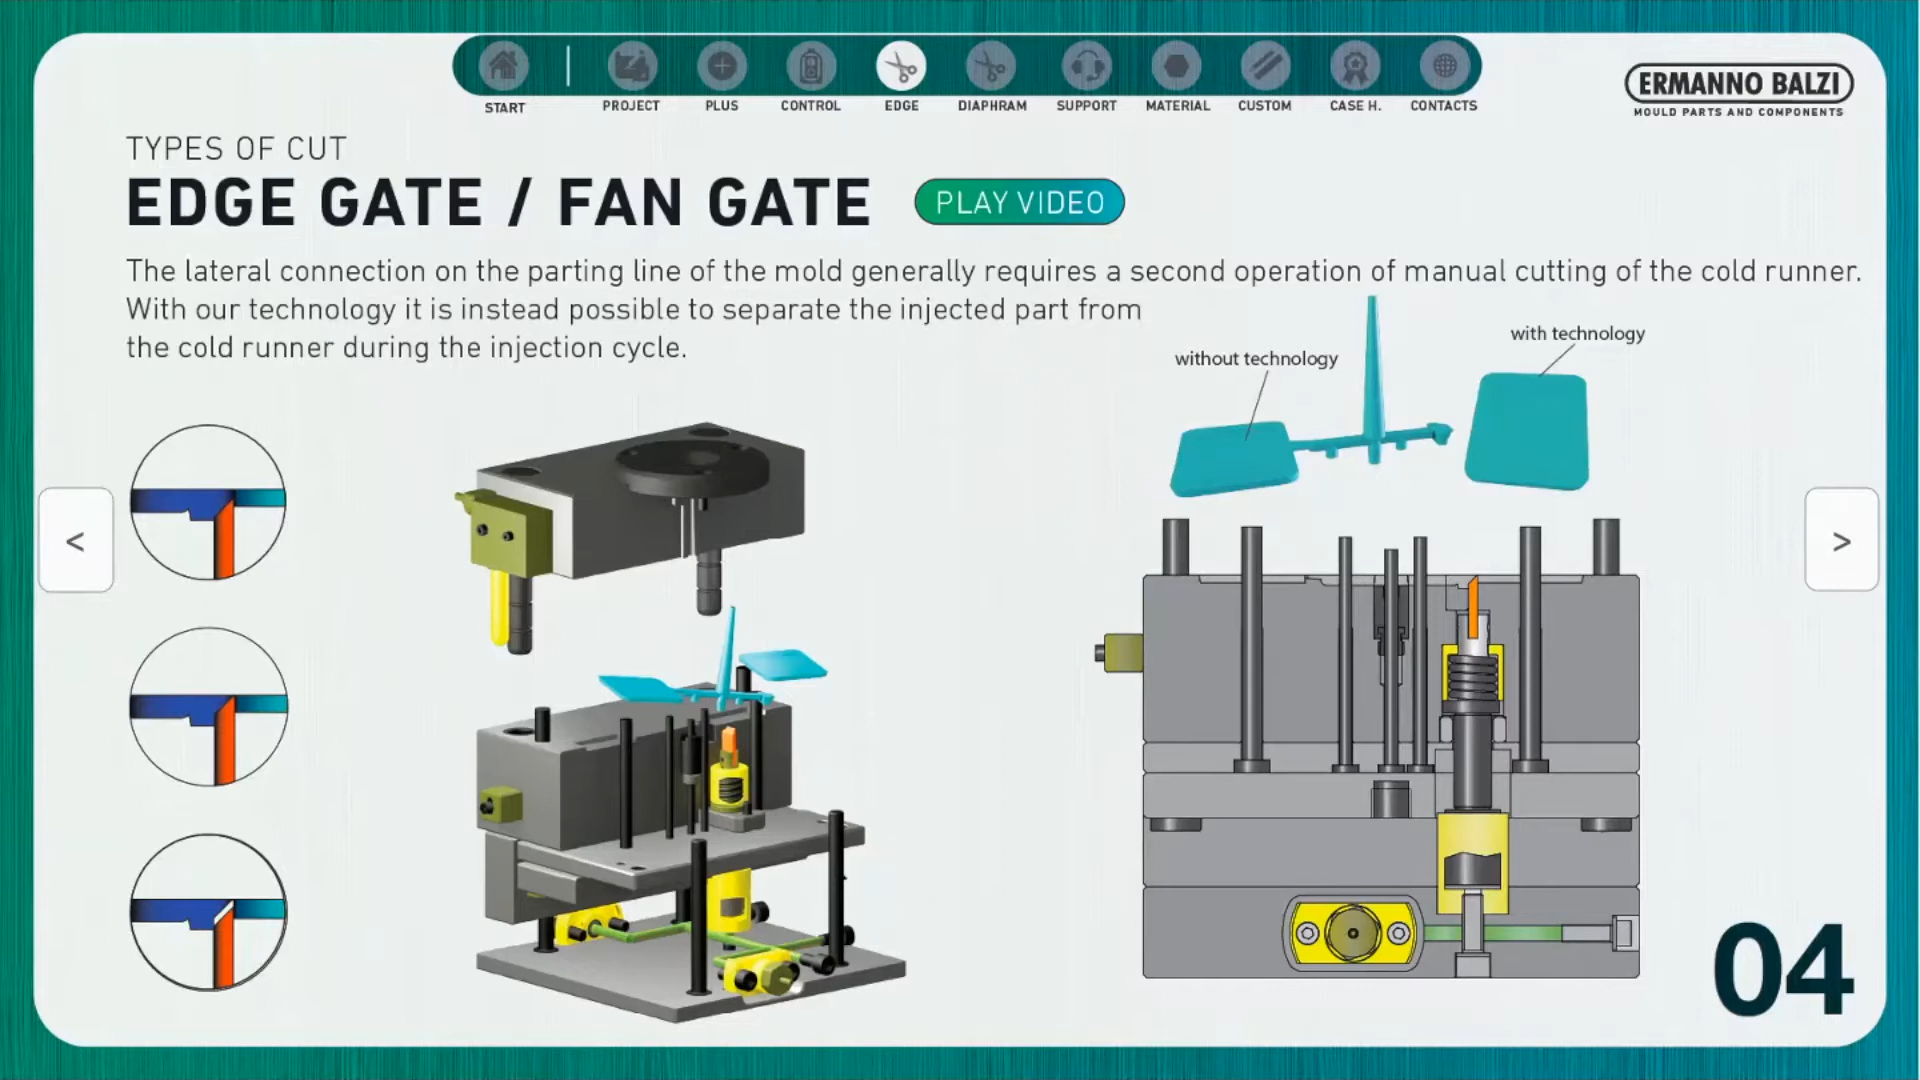 START
PROJECT
PLUS
CONTROL
EDGE
DIAPHRAM
SUPPORT
MATERIAL
CUSTOM
CASE H.
CONTACTS
ERMANNO BALZI
MOULD PARTS AND COMPONENTS
TYPES OF CUT
EDGE GATE / FAN GATE
PLAY VIDEO
The lateral connection on the parting line of the mold generally requires a second operation of manual cutting of the cold runner.
With our technology it is instead possible to separate the injected part from
the cold runner during the injection cycle.
without technology
with technology
<
>
04